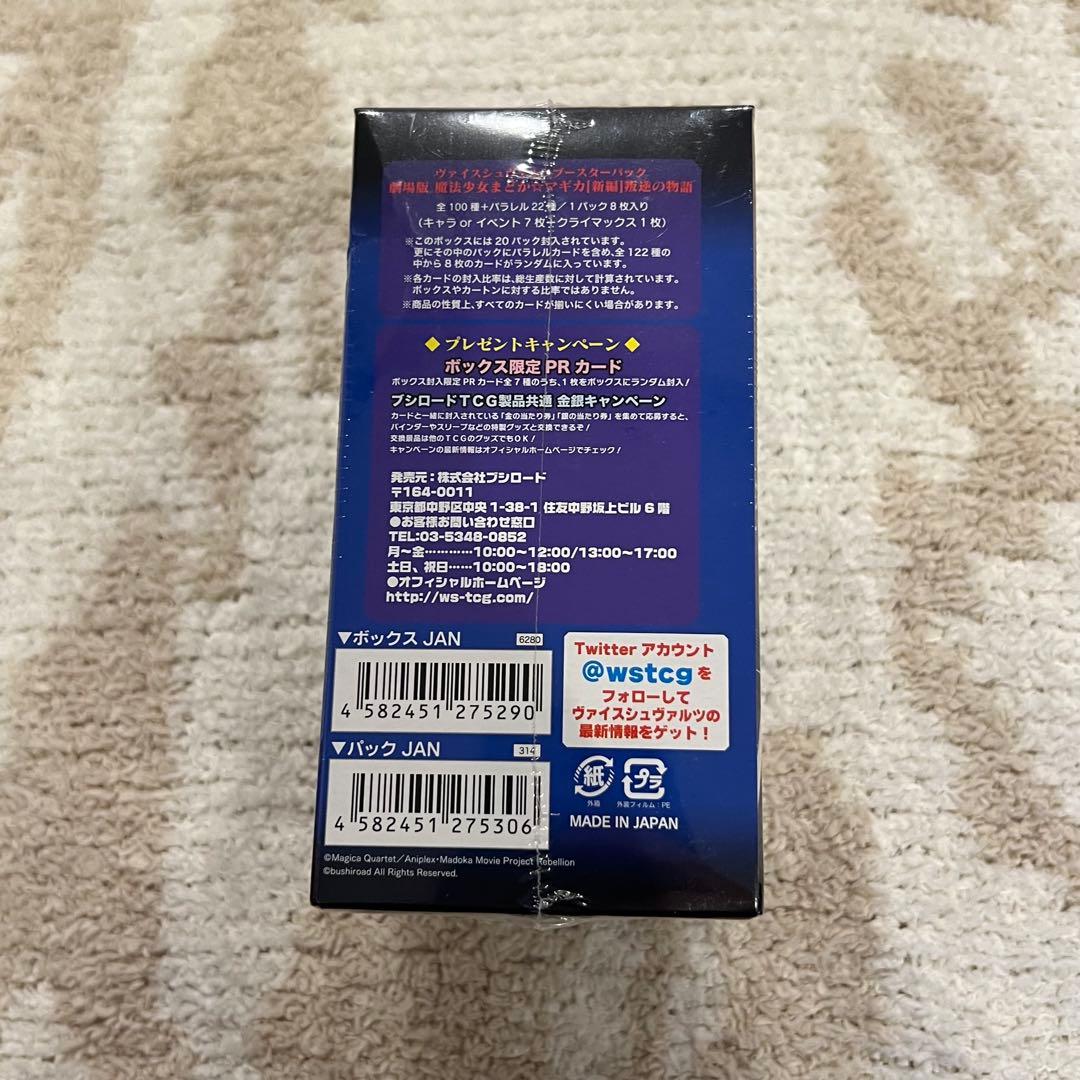 ヴァイスシュヴァルツ ブースターパック
劇場版 魔法少女まどか☆マギカ[新編]叛逆の物語
全100種+パラレル22種/1パック8枚入り
(キャラ or イベント7枚+クライマックス1枚)
※このボックスには20パック封入されています。
更にその中のパックにパラレルカードを含め、全122種の
中から8枚のカードがランダムに入っています。
※各カードの封入比率は、総生産数に対して計算されています。
ボックスやカートンに対する比率ではありません。
※商品の性質上、すべてのカードが揃いにくい場合があります。
◆ プレゼントキャンペーン ◆
ボックス限定PRカード
ボックス封入限定PRカード全7種のうち、1枚をボックスにランダム封入!
ブシロードTCG製品共通 金銀キャンペーン
カードと一緒に封入されている「金の当たり券」「銀の当たり券」を集めて応募すると、
バインダーやスリーブなどの特製グッズと交換できるぞ!
交換景品は他のTCGのグッズでもOK!
キャンペーンの最新情報はオフィシャルホームページでチェック!
発売元:株式会社ブシロード
〒164-0011
東京都中野区中央1-38-1 住友中野坂上ビル6階
●お客様お問い合わせ窓口
TEL:03-5348-0852
月~金…………10:00~12:00/13:00~17:00
土日、祝日……10:00~18:00
●オフィシャルホームページ
http://ws-tcg.com/
▼ボックス JAN 6280
4 582451 275290
▼パック JAN 314
4 582451 275306
Twitter アカウント
@wstcg を
フォローして
ヴァイスシュヴァルツの
最新情報をゲット!
紙 プラ
外箱 外装フィルム:PE
MADE IN JAPAN
©Magica Quartet/Aniplex・Madoka Movie Project Rebellion
©bushiroad All Rights Reserved.